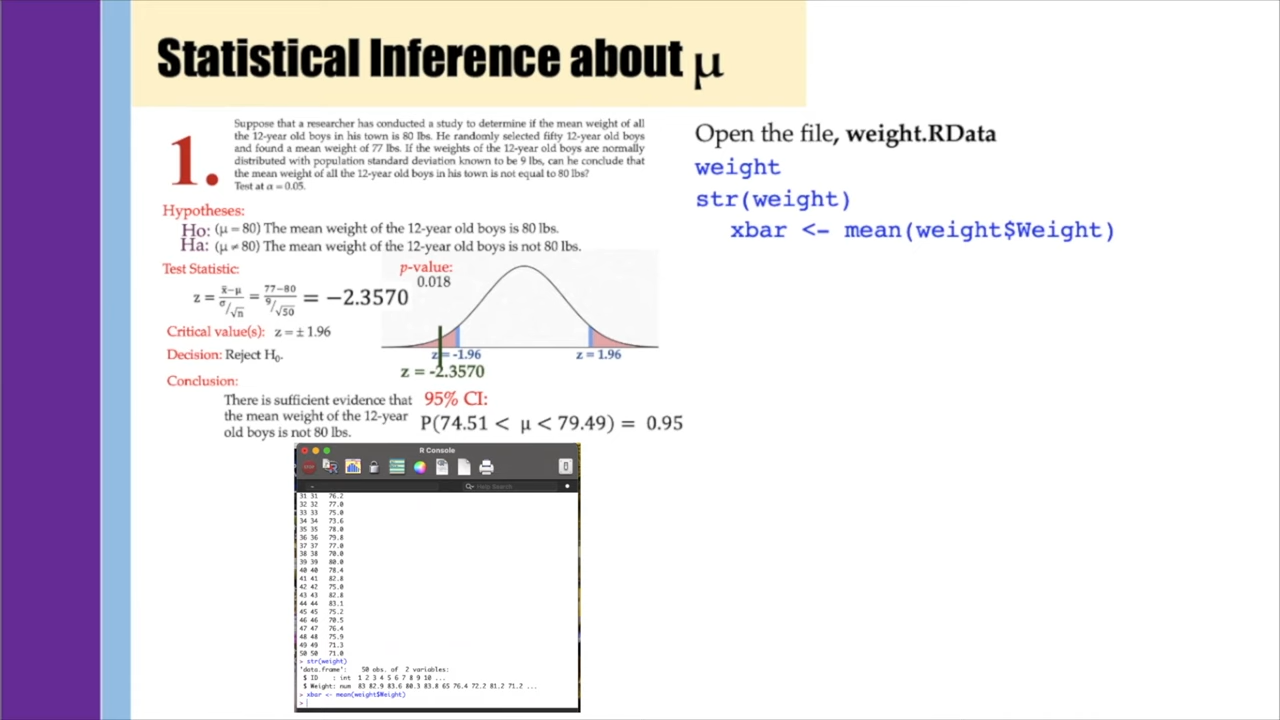 Statistical Inference about μ
1.
Suppose that a researcher has conducted a study to determine if the mean weight of all
the 12-year old boys in his town is 80 lbs. He randomly selected fifty 12-year old boys
and found a mean weight of 77 lbs. If the weights of the 12-year old boys are normally
distributed with population standard deviation known to be 9 lbs, can he conclude that
the mean weight of all the 12-year old boys in his town is not equal to 80 lbs?
Test at α = 0.05.
Hypotheses:
Ho: (μ = 80) The mean weight of the 12-year old boys is 80 lbs.
Ha: (μ ≠ 80) The mean weight of the 12-year old boys is not 80 lbs.
Test Statistic:
z = x̄−μ / σ/√n = 77−80 / 9/√50 = −2.3570
p-value:
0.018
Critical value(s): z = ± 1.96
z = -1.96
z = 1.96
z = -2.3570
Decision: Reject H₀.
Conclusion:
There is sufficient evidence that
the mean weight of the 12-year
old boys is not 80 lbs.
95% CI:
P(74.51 < μ < 79.49) = 0.95
Open the file, weight.RData
weight
str(weight)
xbar <- mean(weight$Weight)
R Console
Help Search
31 31 76.2
32 32 77.0
33 33 75.0
34 34 73.6
35 35 78.0
36 36 79.8
37 37 77.0
38 38 70.0
39 39 80.0
40 40 78.4
41 41 82.8
42 42 75.0
43 43 82.8
44 44 83.1
45 45 75.2
46 46 70.5
47 47 76.4
48 48 75.9
49 49 71.3
50 50 71.0
> str(weight)
'data.frame': 50 obs. of 2 variables:
$ ID : int 1 2 3 4 5 6 7 8 9 10 ...
$ Weight: num 83 82.9 83.6 80.3 83.8 65 76.4 72.2 81.2 71.2 ...
> xbar <- mean(weight$Weight)
>